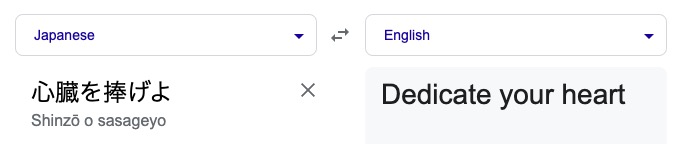 Japanese
English
心臓を捧げよ
Shinzō o sasageyo
Dedicate your heart